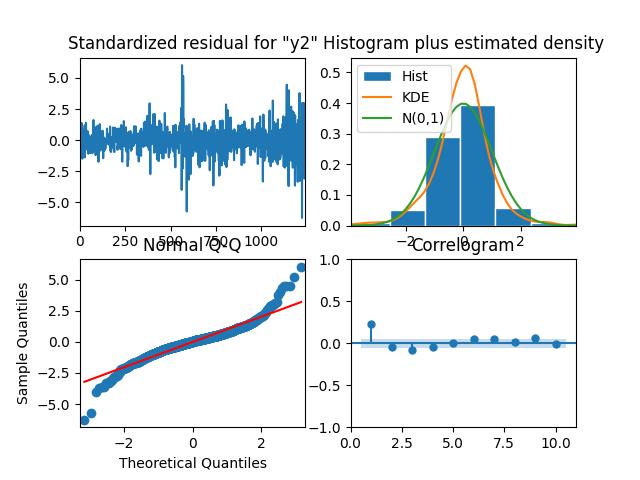 Standardized residual for "y2"
5.0
2.5
0.0
−2.5
−5.0
0 250 500 750 1000
Histogram plus estimated density
Hist
KDE
N(0,1)
0.5
0.4
0.3
0.2
0.1
0.0
−2 0 2
Normal Q-Q
Sample Quantiles
5.0
2.5
0.0
−2.5
−5.0
−2 0 2
Theoretical Quantiles
Correlogram
1.0
0.5
0.0
−0.5
−1.0
0.0 2.5 5.0 7.5 10.0